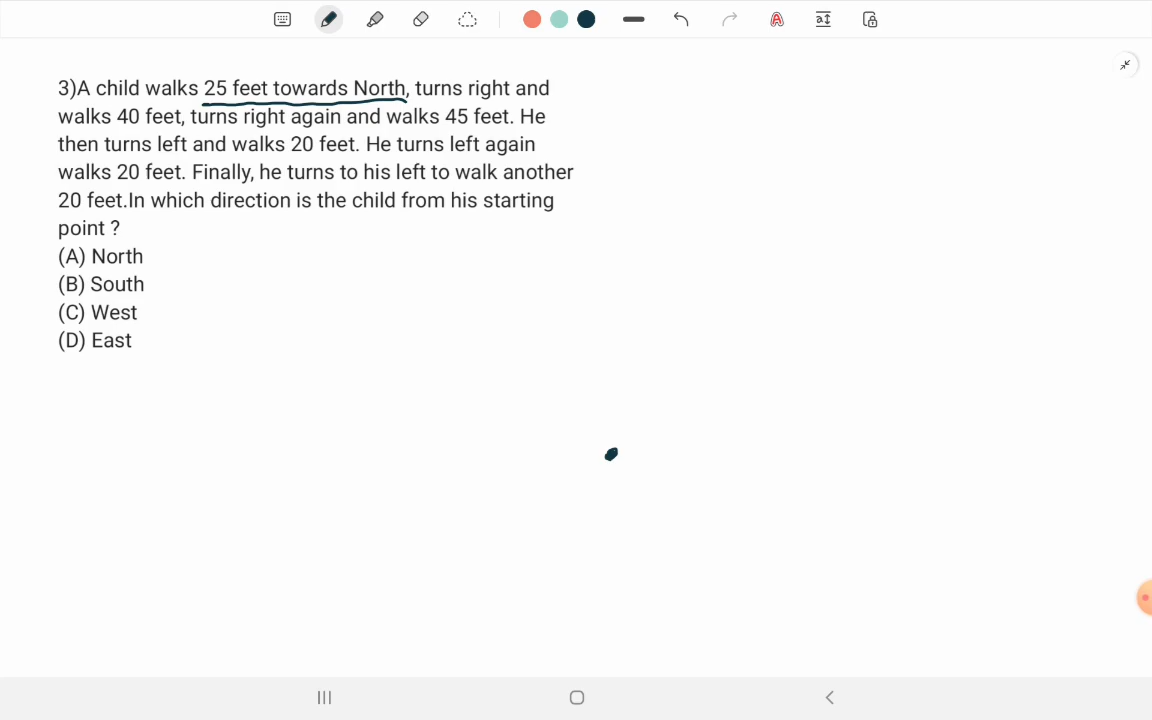 3)A child walks 25 feet towards North, turns right and
walks 40 feet, turns right again and walks 45 feet. He
then turns left and walks 20 feet. He turns left again
walks 20 feet. Finally, he turns to his left to walk another
20 feet.In which direction is the child from his starting
point ?
(A) North
(B) South
(C) West
(D) East